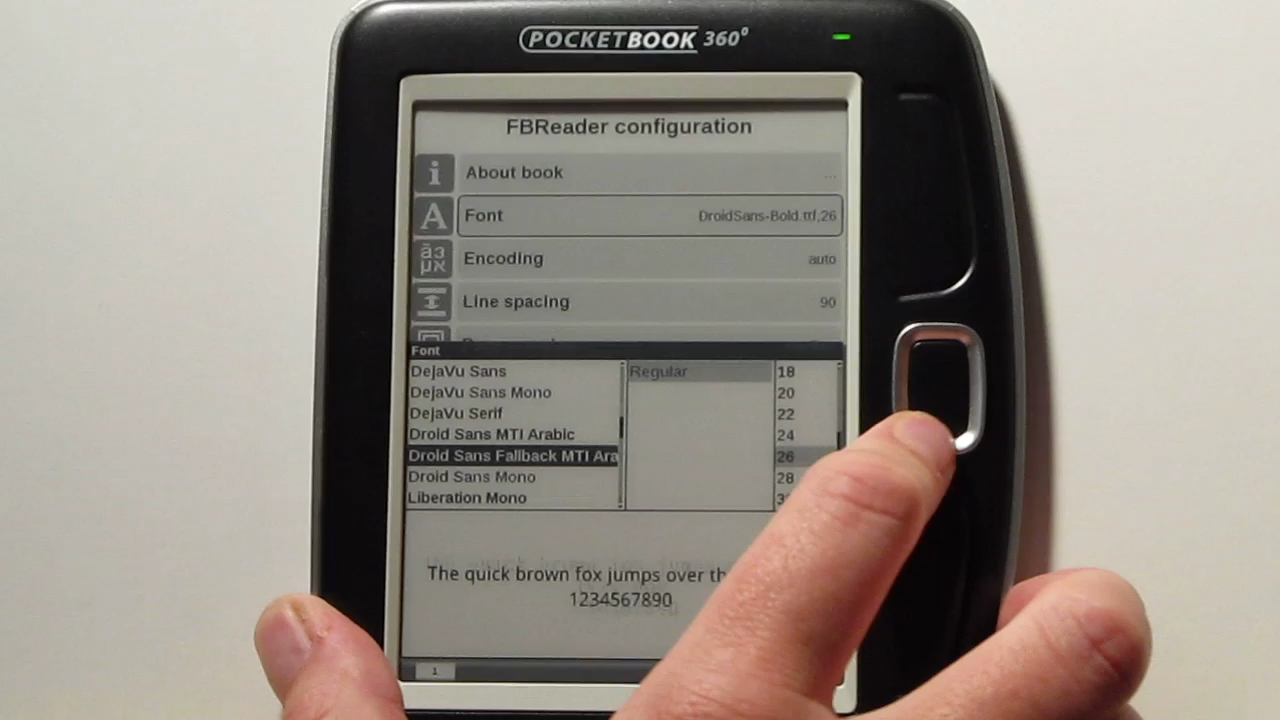 POCKETBOOK 360°
FBReader configuration
i About book ...
A Font DroidSans-Bold.ttf,26
āз μא Encoding auto
Line spacing 90
Font
DejaVu Sans Regular 18
DejaVu Sans Mono 20
DejaVu Serif 22
Droid Sans MTI Arabic 24
Droid Sans Fallback MTI Ara 26
Droid Sans Mono 28
Liberation Mono
The quick brown fox jumps over
1234567890
1